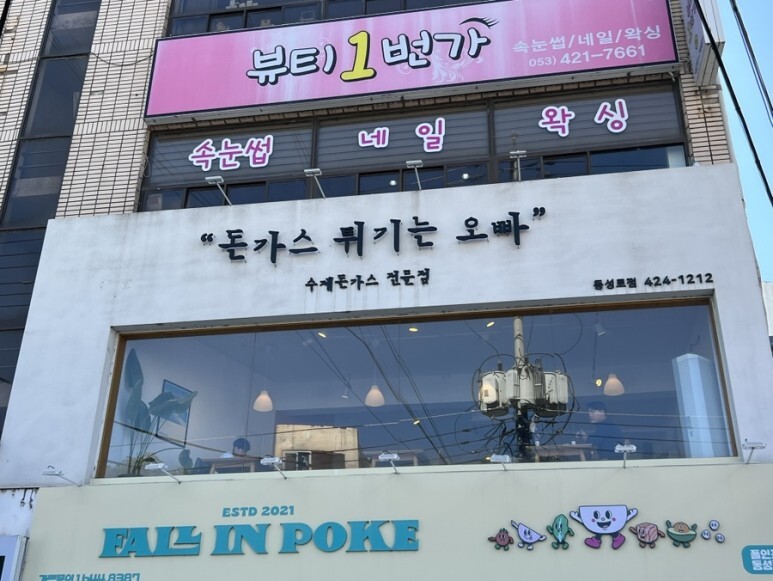 뷰티1번가
속눈썹/네일/왁싱
053) 421-7661
속눈썹 네일 왁싱
“돈가스 튀기는 오빠”
수제돈가스 전문점
동성로점 424-1212
ESTD 2021
FALL IN POKE